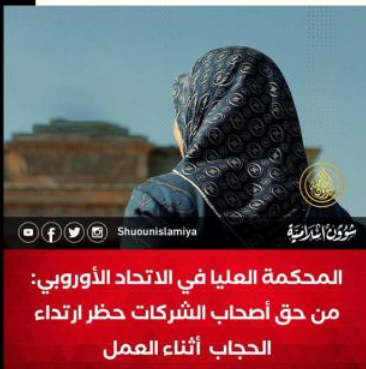 Shuounislamiya
شؤون إسلامية
المحكمة العليا في الاتحاد الأوروبي:
من حق أصحاب الشركات حظر ارتداء
الحجاب أثناء العمل